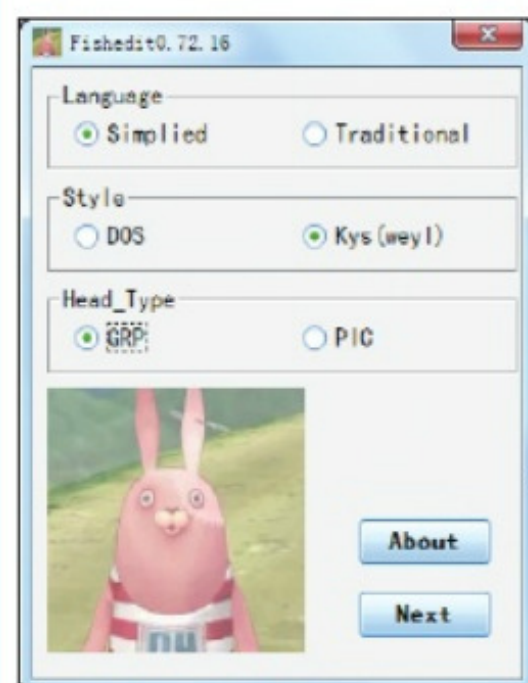 Fishedit0.72.16
Language
Simplied Traditional
Style
DOS Kys(weyl)
Head_Type
GRP PIC
About
Next